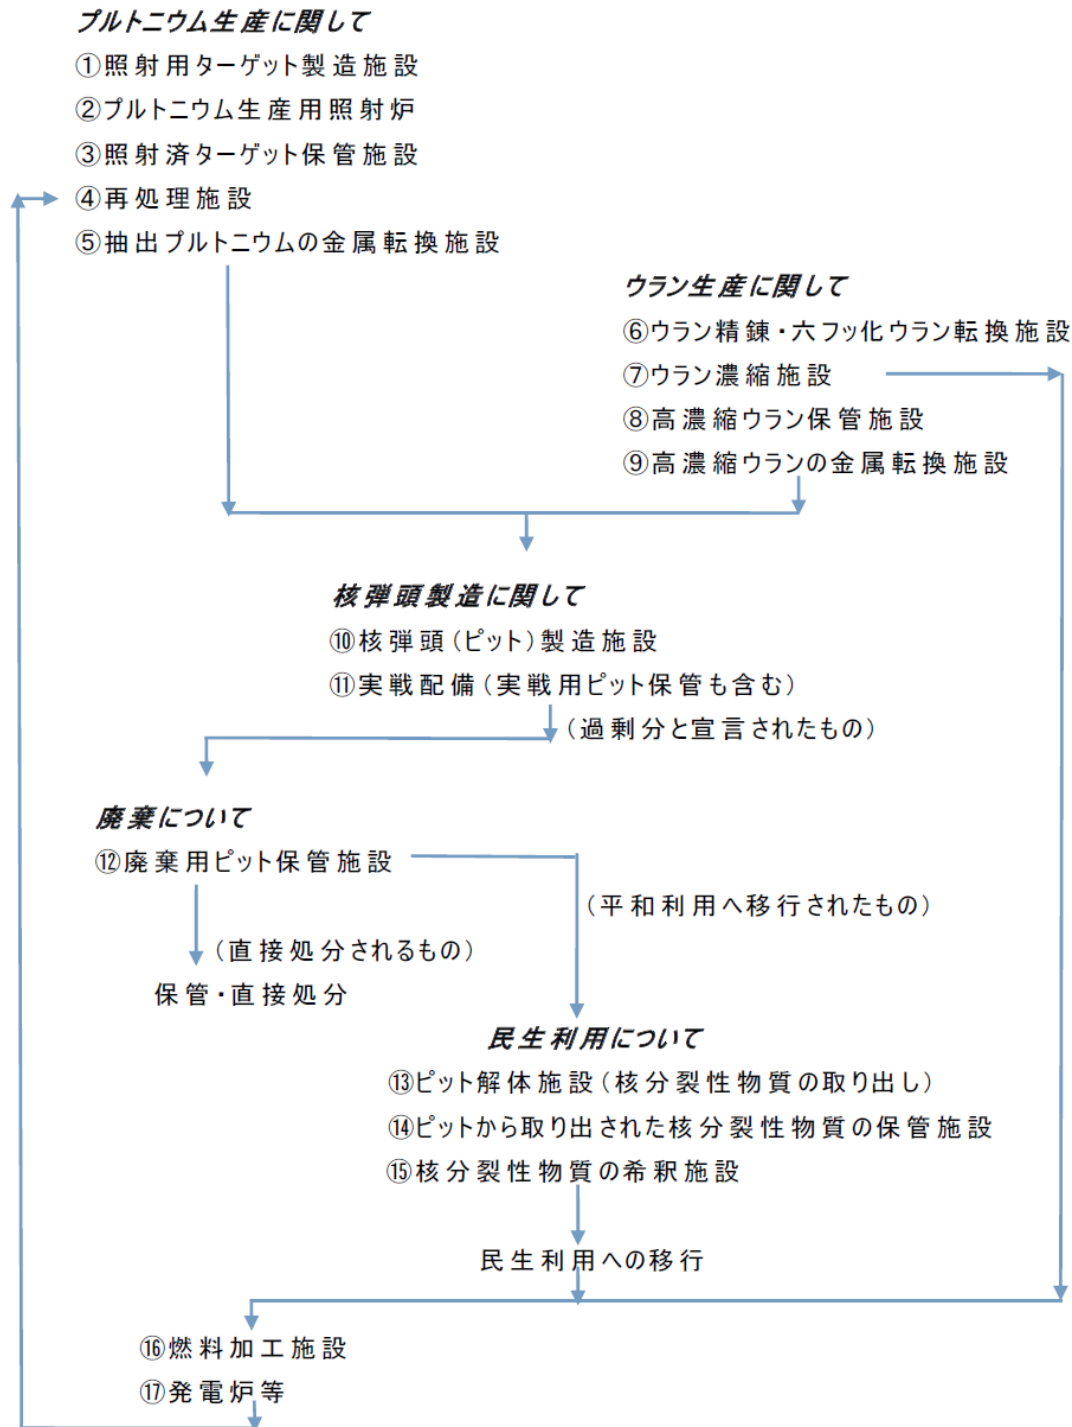 プルトニウム生産に関して
①照射用ターゲット製造施設
②プルトニウム生産用照射炉
③照射済ターゲット保管施設
④再処理施設
⑤抽出プルトニウムの金属転換施設
ウラン生産に関して
⑥ウラン精錬・六フッ化ウラン転換施設
⑦ウラン濃縮施設
⑧高濃縮ウラン保管施設
⑨高濃縮ウランの金属転換施設
核弾頭製造に関して
⑩核弾頭（ピット）製造施設
⑪実戦配備（実戦用ピット保管も含む）
（過剰分と宣言されたもの）
廃棄について
⑫廃棄用ピット保管施設
（平和利用へ移行されたもの）
（直接処分されるもの）
保管・直接処分
民生利用について
⑬ピット解体施設（核分裂性物質の取り出し）
⑭ピットから取り出された核分裂性物質の保管施設
⑮核分裂性物質の希釈施設
民生利用への移行
⑯燃料加工施設
⑰発電炉等